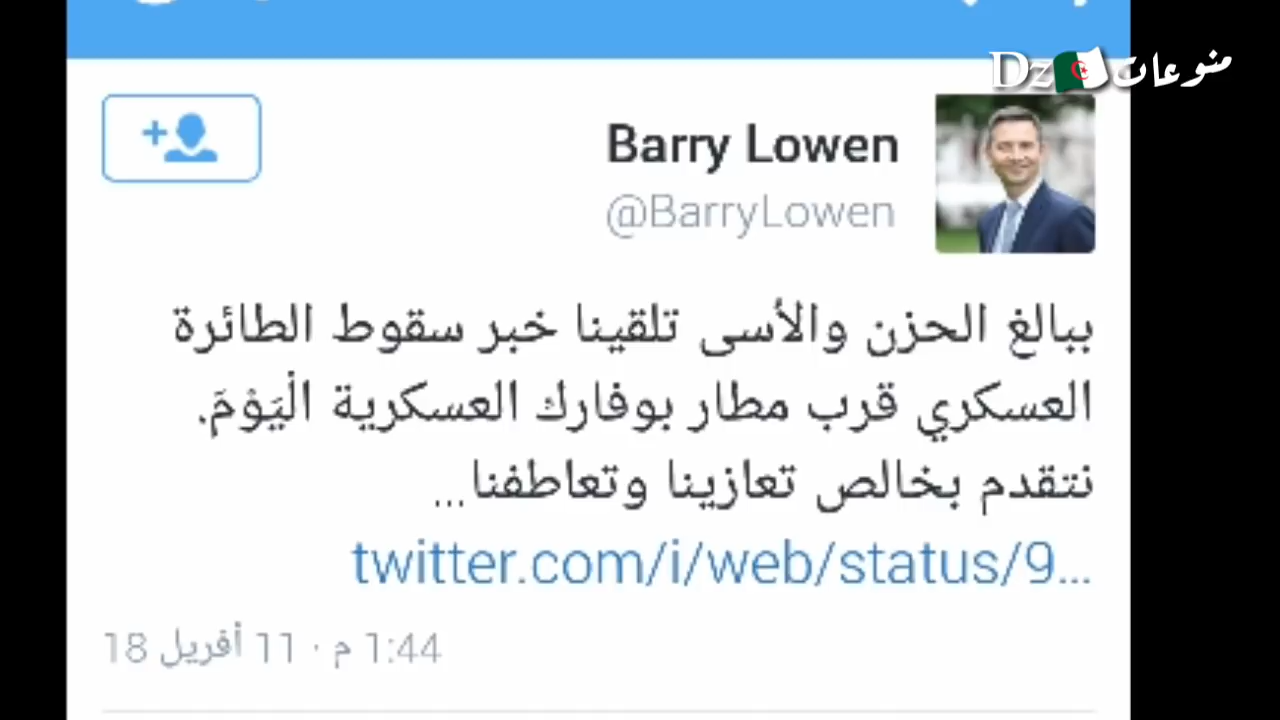 منوعات Dz
Barry Lowen
@BarryLowen
ببالغ الحزن والأسى تلقينا خبر سقوط الطائرة
العسكري قرب مطار بوفارك العسكرية الْيَوْمَ.
نتقدم بخالص تعازينا وتعاطفنا...
twitter.com/i/web/status/9...
1:44 م · 11 أفريل 18